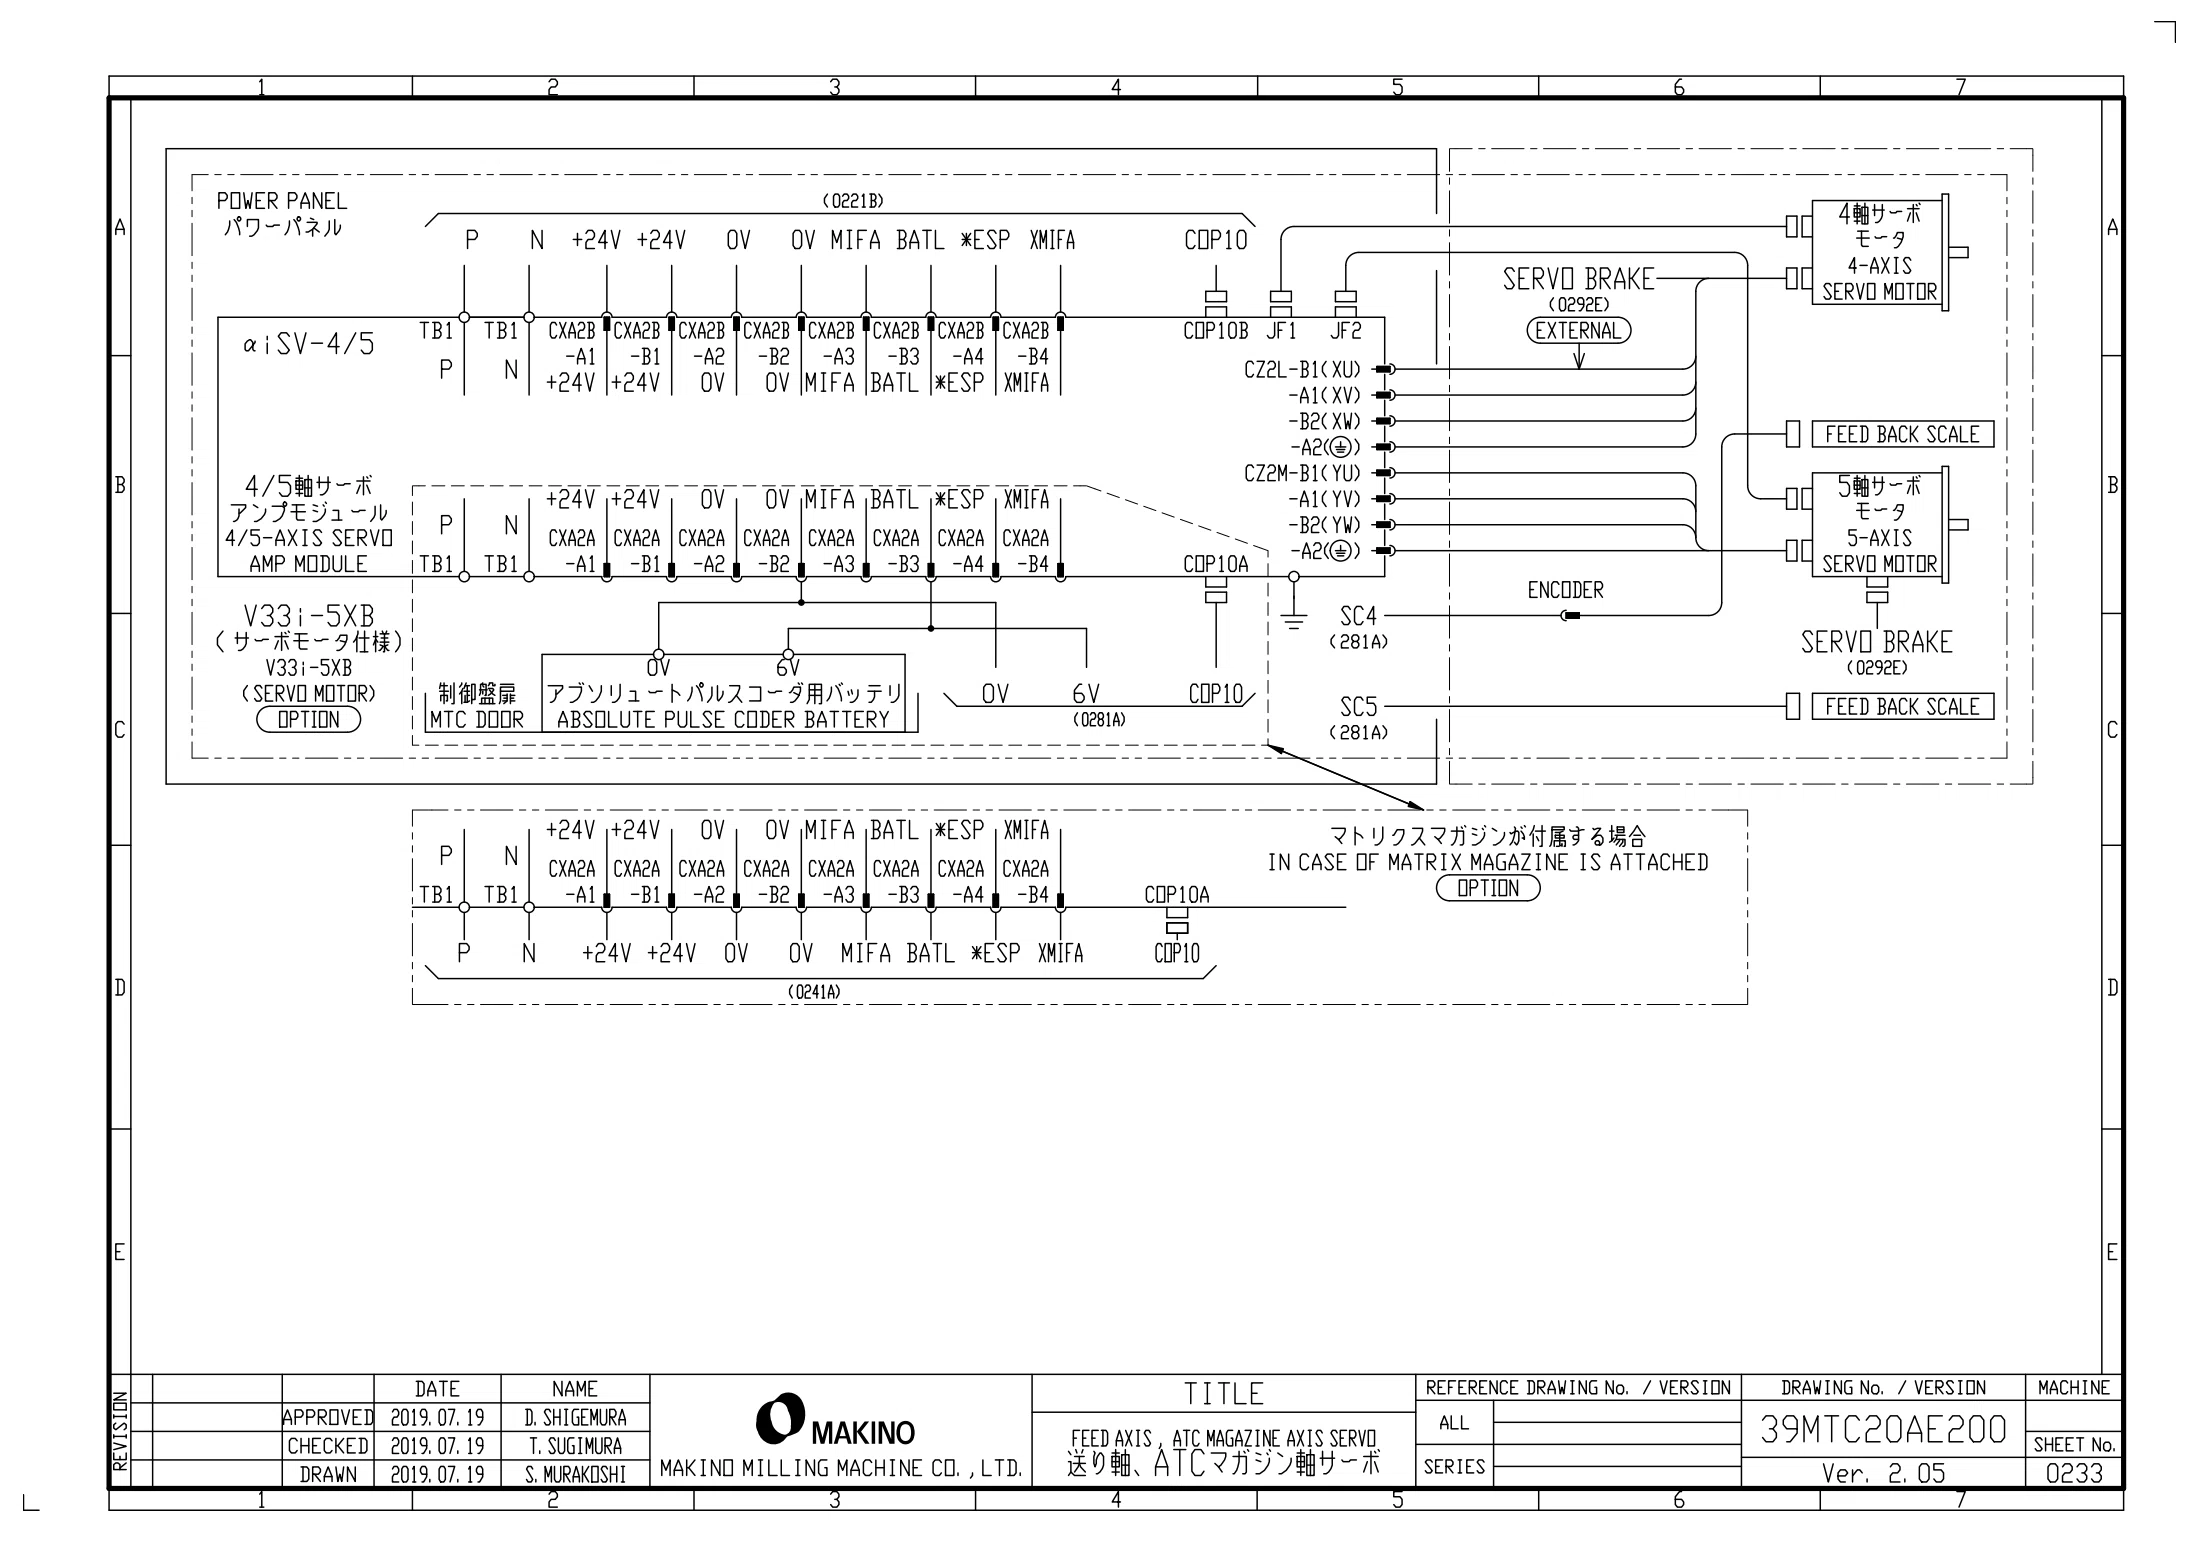 1 2 3 4 5 6 7
A A
B B
C C
D D
E E
POWER PANEL
パワーパネル
(0221B)
P N +24V +24V 0V 0V MIFA BATL *ESP XMIFA COP10
αiSV-4/5
TB1 TB1 CXA2B CXA2B CXA2B CXA2B CXA2B CXA2B CXA2B CXA2B COP10B JF1 JF2
-A1 -B1 -A2 -B2 -A3 -B3 -A4 -B4
P N +24V +24V 0V 0V MIFA BATL *ESP XMIFA
CZ2L-B1(XU)
-A1(XV)
-B2(XW)
-A2(⏚)
CZ2M-B1(YU)
-A1(YV)
-B2(YW)
-A2(⏚)
SERVO BRAKE
(0292E)
EXTERNAL
4軸サーボ
モータ
4-AXIS
SERVO MOTOR
FEED BACK SCALE
5軸サーボ
モータ
5-AXIS
SERVO MOTOR
SERVO BRAKE
(0292E)
FEED BACK SCALE
ENCODER
SC4
(281A)
SC5
(281A)
4/5軸サーボ
アンプモジュール
4/5-AXIS SERVO
AMP MODULE
+24V +24V 0V 0V MIFA BATL *ESP XMIFA
P N CXA2A CXA2A CXA2A CXA2A CXA2A CXA2A CXA2A CXA2A
TB1 TB1 -A1 -B1 -A2 -B2 -A3 -B3 -A4 -B4 COP10A
V33i-5XB
(サーボモータ仕様)
V33i-5XB
(SERVO MOTOR)
OPTION
0V 6V
制御盤扉
MTC DOOR
アブソリュートパルスコーダ用バッテリ
ABSOLUTE PULSE CODER BATTERY
0V 6V COP10
(0281A)
+24V +24V 0V 0V MIFA BATL *ESP XMIFA
P N CXA2A CXA2A CXA2A CXA2A CXA2A CXA2A CXA2A CXA2A
TB1 TB1 -A1 -B1 -A2 -B2 -A3 -B3 -A4 -B4 COP10A
P N +24V +24V 0V 0V MIFA BATL *ESP XMIFA COP10
(0241A)
マトリクスマガジンが付属する場合
IN CASE OF MATRIX MAGAZINE IS ATTACHED
OPTION
REVISION
DATE NAME
APPROVED 2019.07.19 D. SHIGEMURA
CHECKED 2019.07.19 T. SUGIMURA
DRAWN 2019.07.19 S. MURAKOSHI
MAKINO
MAKINO MILLING MACHINE CO.,LTD.
TITLE
FEED AXIS , ATC MAGAZINE AXIS SERVO
送り軸、ATCマガジン軸サーボ
REFERENCE DRAWING No. / VERSION
ALL
SERIES
DRAWING No. / VERSION
39MTC20AE200
Ver. 2.05
MACHINE
SHEET No.
0233
1 2 3 4 5 6 7